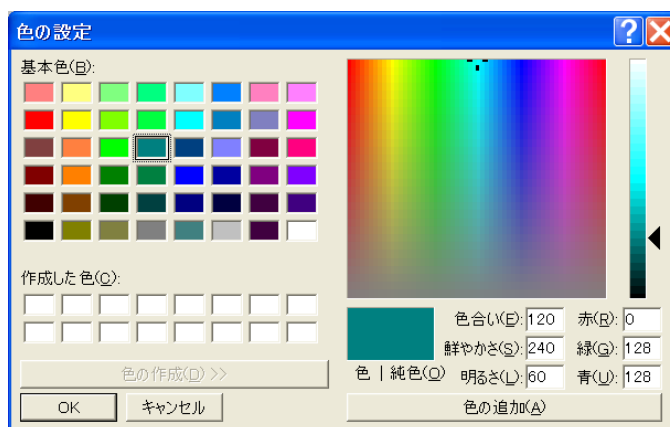 色の設定
基本色(B):
作成した色(C):
色の作成(D) >>
OK キャンセル
色 | 純色(O)
色合い(E): 120 赤(R): 0
鮮やかさ(S): 240 緑(G): 128
明るさ(L): 60 青(U): 128
色の追加(A)